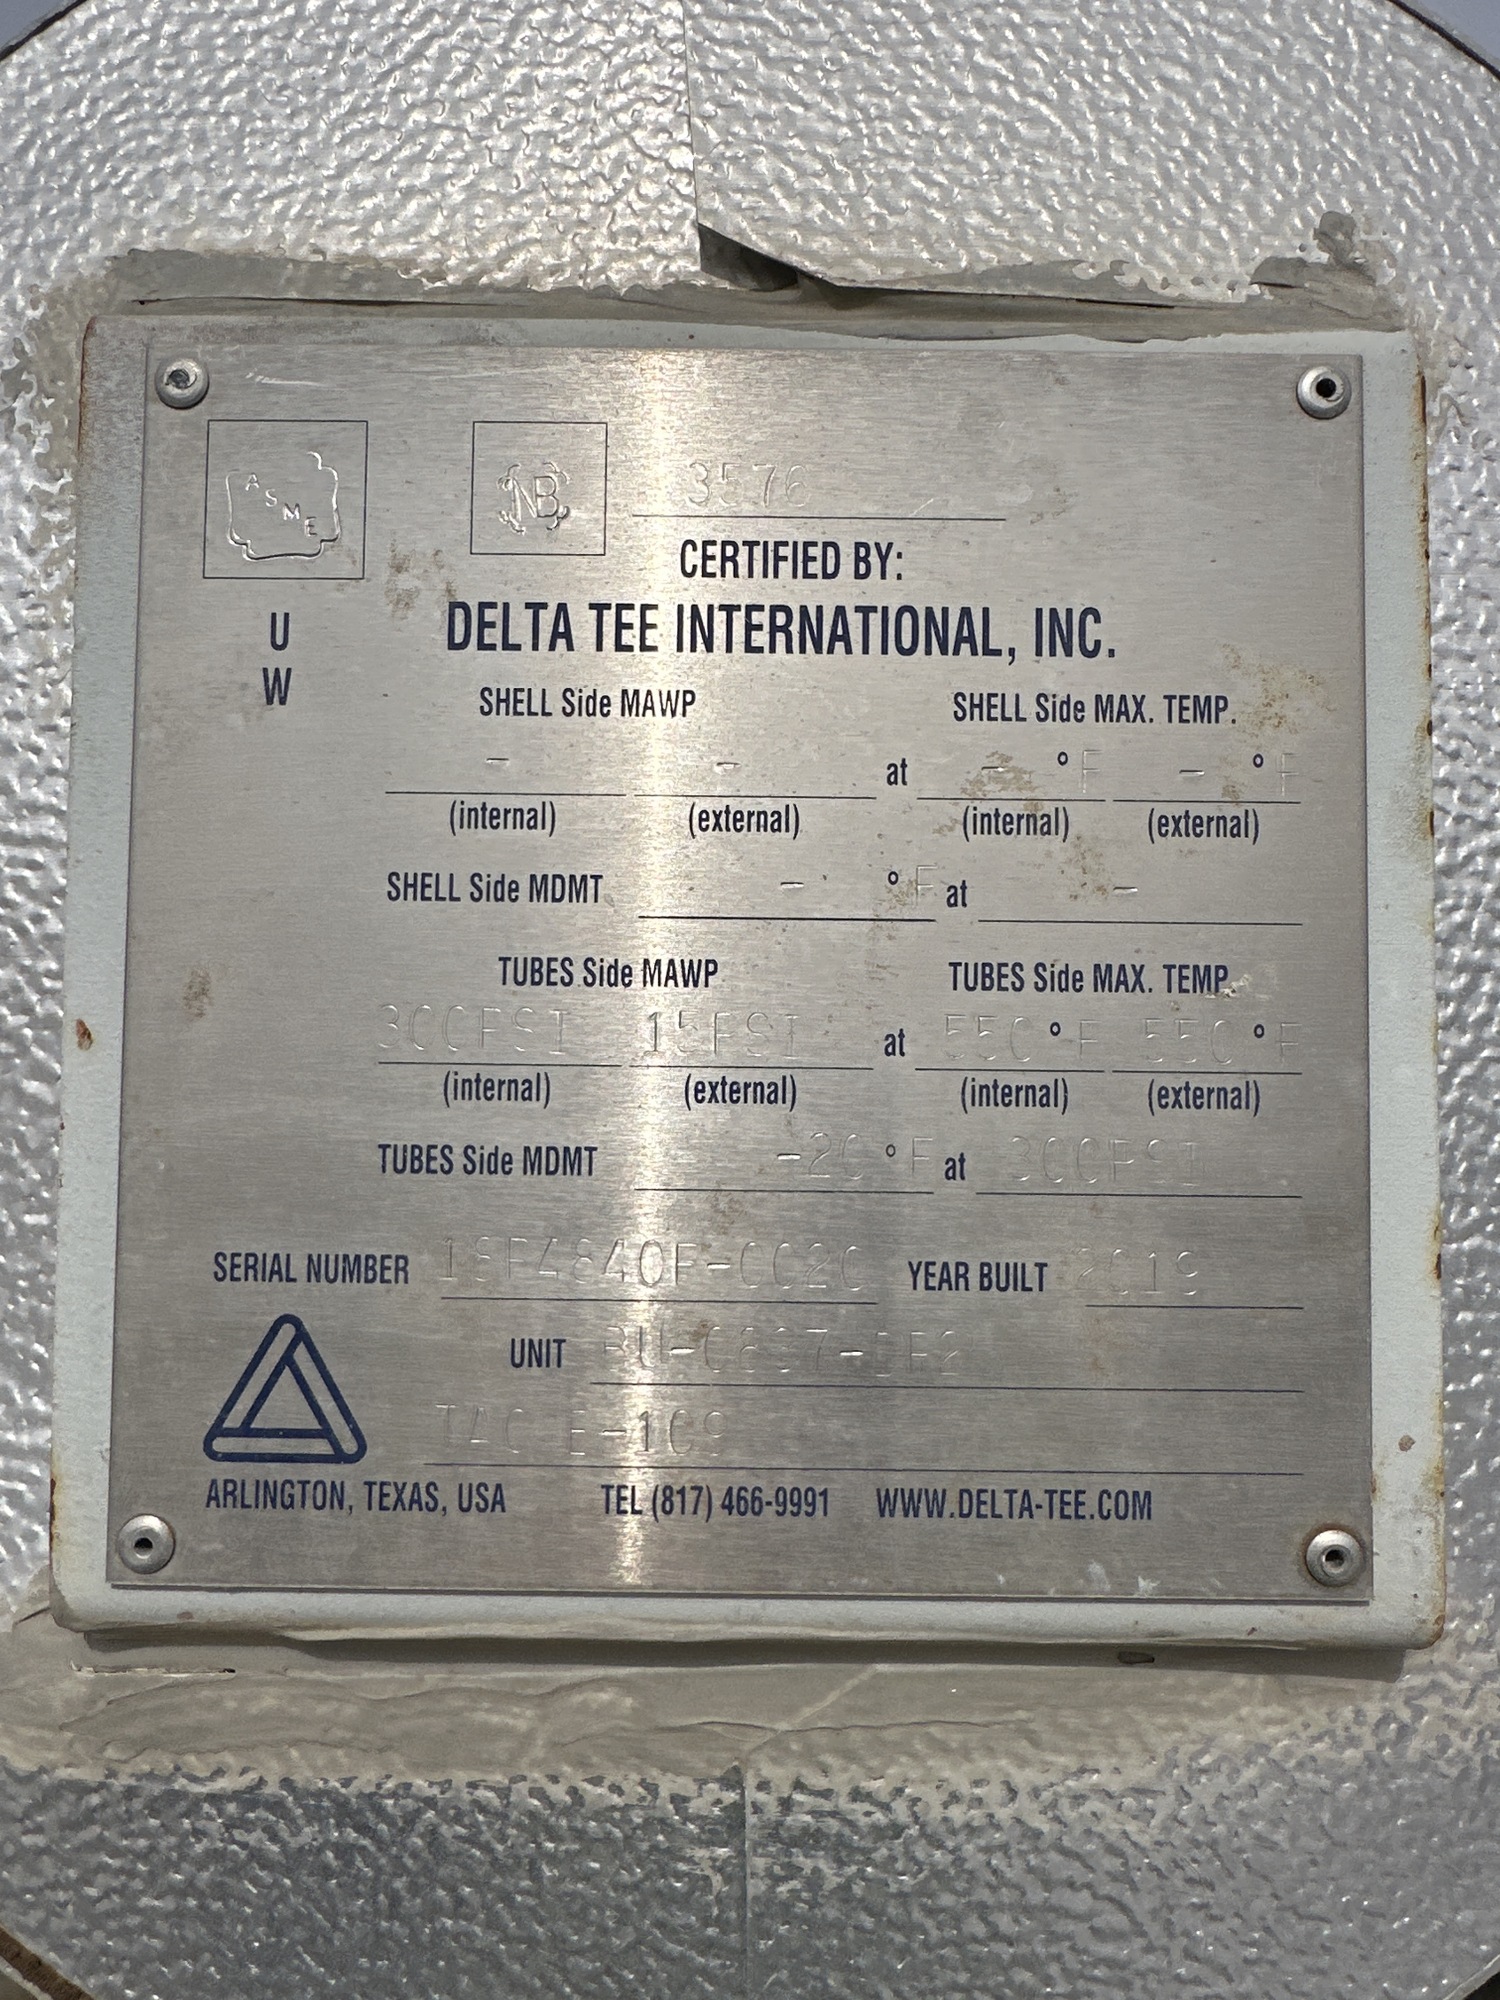 ASME
NB 3576
CERTIFIED BY:
U DELTA TEE INTERNATIONAL, INC.
W
SHELL Side MAWP SHELL Side MAX. TEMP.
- - at - °F - °F
(internal) (external) (internal) (external)
SHELL Side MDMT - °F at -
TUBES Side MAWP TUBES Side MAX. TEMP.
300PSI 15PSI at 550 °F 550 °F
(internal) (external) (internal) (external)
TUBES Side MDMT -20 °F at 300PSI
SERIAL NUMBER YEAR BUILT 2019
UNIT
TAG E-109
ARLINGTON, TEXAS, USA TEL (817) 466-9991 WWW.DELTA-TEE.COM